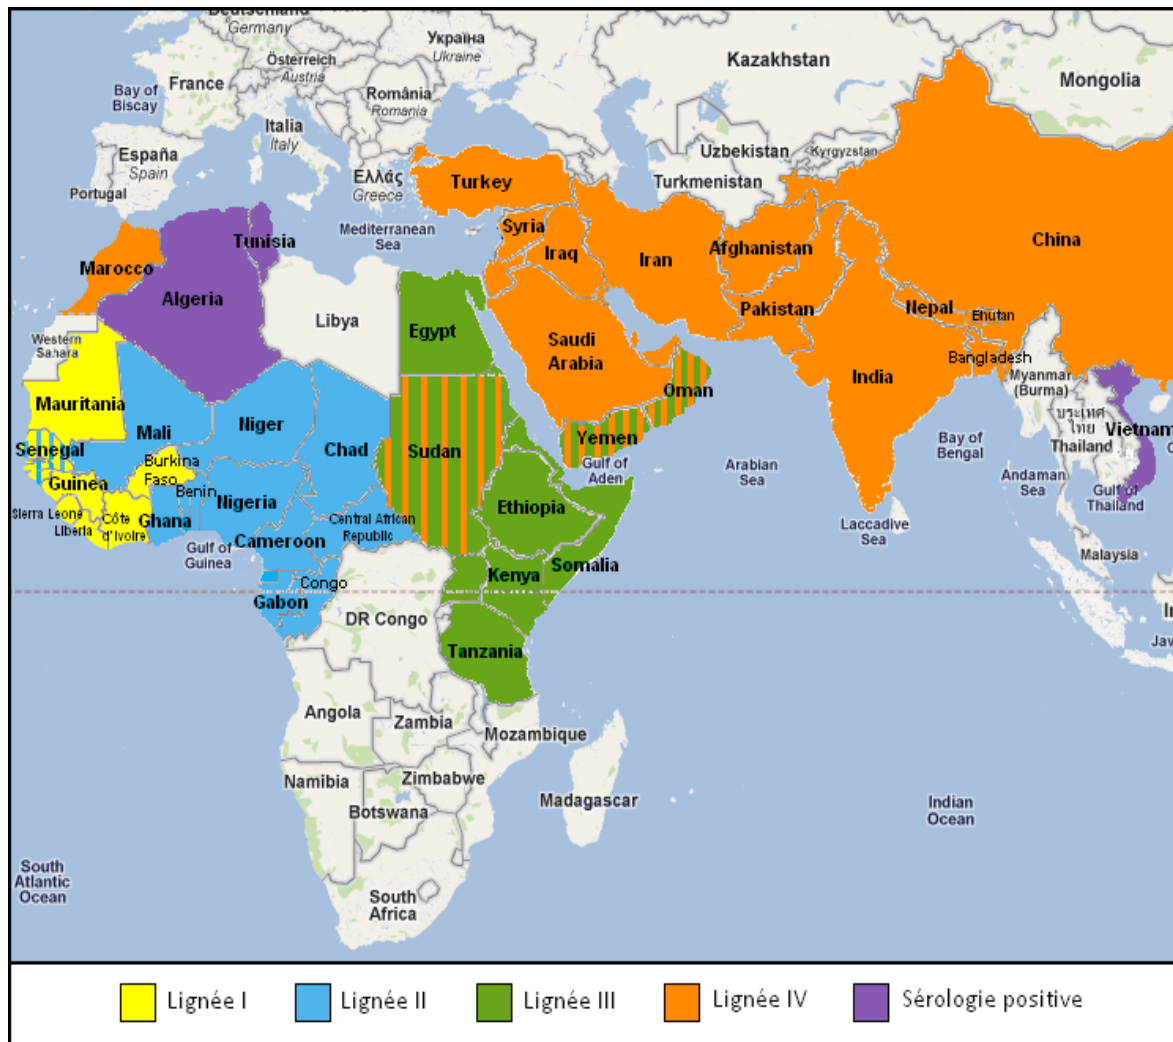 Deutschland
Germany
Україна
Ukraine
Österreich
Austria
Kazakhstan
Mongolia
France
Bay of
Biscay
România
Romania
Italia
Italy
Uzbekistan
Kyrgyzstan
España
Spain
Ελλάς
Greece
Turkey
Turkmenistan
Portugal
Mediterranean
Sea
Syria
Iraq
Iran
Afghanistan
China
Tunisia
Marocco
Algeria
Libya
Egypt
Pakistan
Nepal
Bhutan
Western
Sahara
Saudi
Arabia
Bangladesh
Myanmar
(Burma)
India
Oman
Mauritania
Mali
Niger
Chad
Sudan
Yemen
Gulf of
Aden
Arabian
Sea
Bay of
Bengal
ประเทศ
ไทย
Thailand
Vietnam
Senegal
Burkina
Faso
Guinea
Benin
Nigeria
Andaman
Sea
Gulf of
Thailand
Sierra Leone
Liberia
Côte
d'Ivoire
Ghana
Central African
Republic
Ethiopia
Laccadive
Sea
Gulf of
Guinea
Cameroon
Somalia
Malaysia
Congo
Kenya
Gabon
DR Congo
Tanzania
Angola
Zambia
Mozambique
Namibia
Zimbabwe
Botswana
Madagascar
Indian
Ocean
South
Atlantic
Ocean
South
Africa
Lignée I
Lignée II
Lignée III
Lignée IV
Sérologie positive